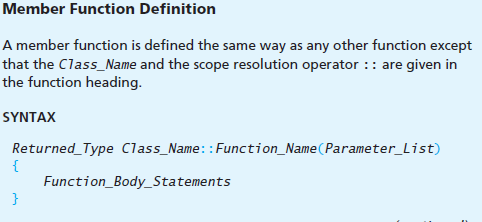 Member Function Definition
A member function is defined the same way as any other function except
that the Class_Name and the scope resolution operator :: are given in
the function heading.
SYNTAX
Returned_Type Class_Name::Function_Name(Parameter_List)
{
Function_Body_Statements
}